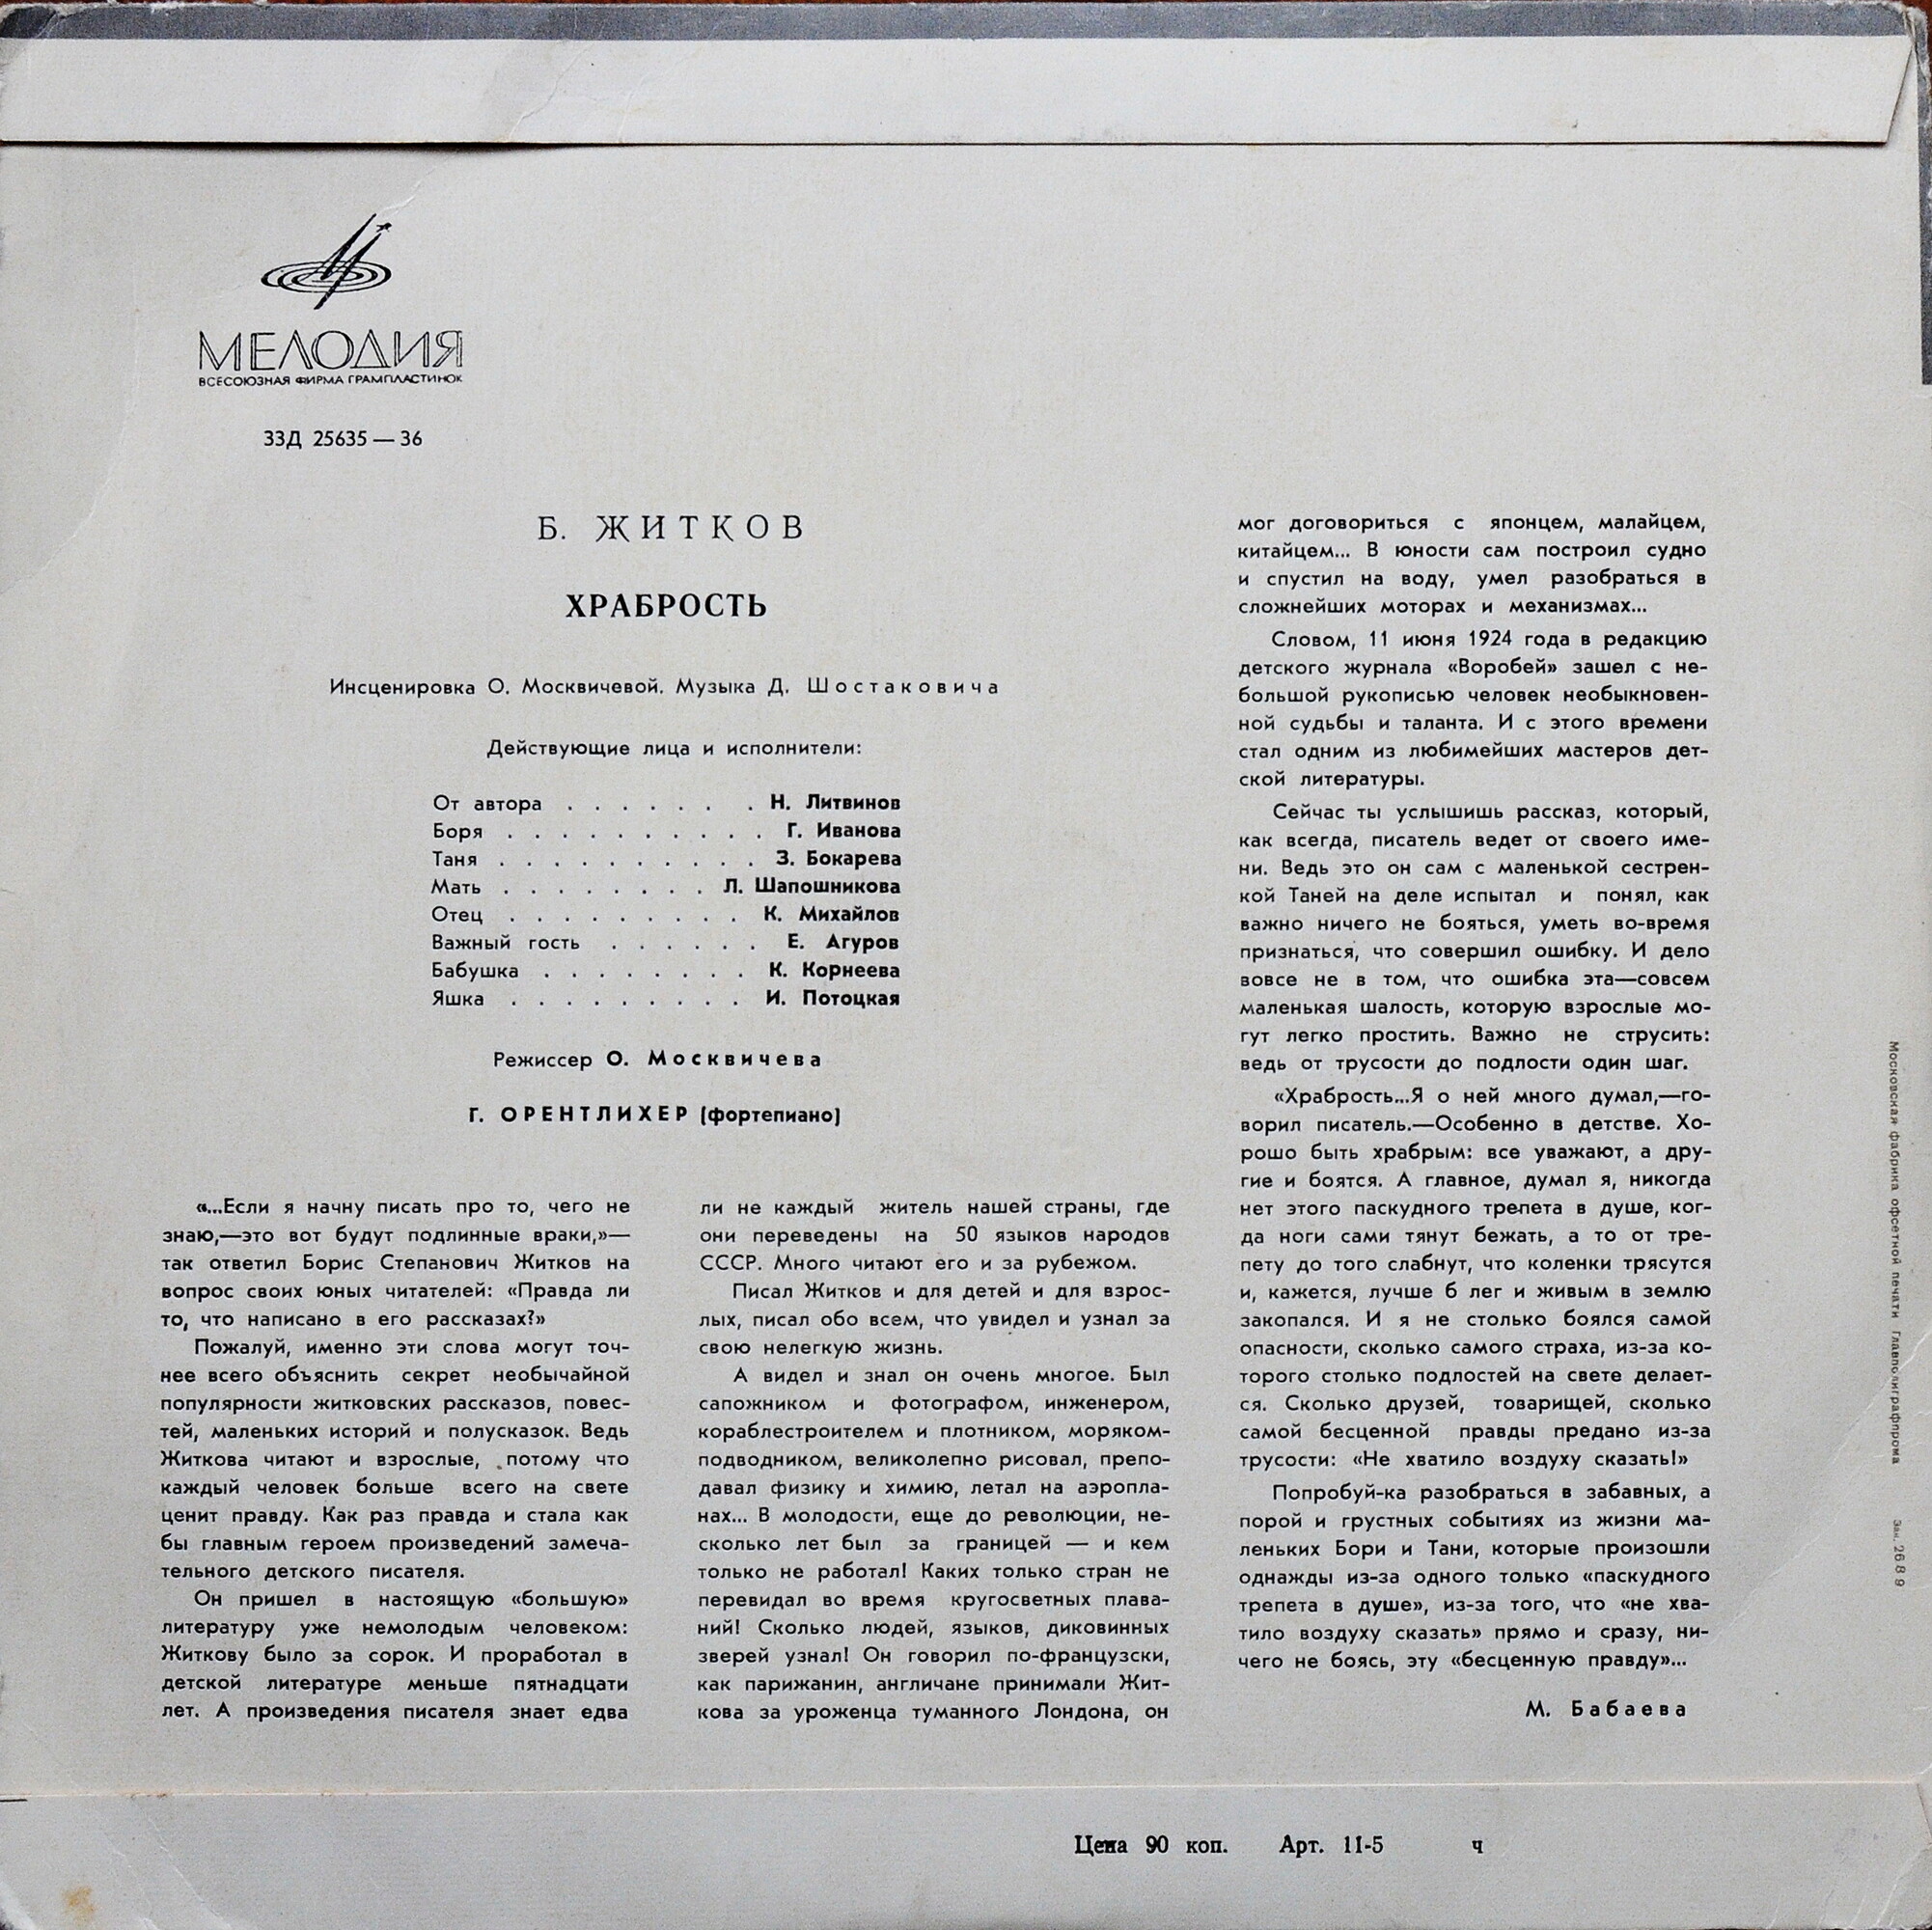 МЕЛОДИЯ
ВСЕСОЮЗНАЯ ФИРМА ГРАМПЛАСТИНОК
33Д 25635 — 36
Б. ЖИТКОВ
ХРАБРОСТЬ
Инсценировка О. Москвичевой. Музыка Д. Шостаковича
Действующие лица и исполнители:
От автора . . . . . . . Н. Литвинов
Боря . . . . . . . . . . Г. Иванова
Таня . . . . . . . . . . З. Бокарева
Мать . . . . . . . . Л. Шапошникова
Отец . . . . . . . . . К. Михайлов
Важный гость . . . . . . Е. Агуров
Бабушка . . . . . . . . К. Корнеева
Яшка . . . . . . . . . И. Потоцкая
Режиссер О. Москвичева
Г. ОРЕНТЛИХЕР (фортепиано)
«...Если я начну писать про то, чего не
знаю,—это вот будут подлинные враки,»—
так ответил Борис Степанович Житков на
вопрос своих юных читателей: «Правда ли
то, что написано в его рассказах?»
Пожалуй, именно эти слова могут точ-
нее всего объяснить секрет необычайной
популярности житковских рассказов, повес-
тей, маленьких историй и полусказок. Ведь
Житкова читают и взрослые, потому что
каждый человек больше всего на свете
ценит правду. Как раз правда и стала как
бы главным героем произведений замеча-
тельного детского писателя.
Он пришел в настоящую «большую»
литературу уже немолодым человеком:
Житкову было за сорок. И проработал в
детской литературе меньше пятнадцати
лет. А произведения писателя знает едва
ли не каждый житель нашей страны, где
они переведены на 50 языков народов
СССР. Много читают его и за рубежом.
Писал Житков и для детей и для взрос-
лых, писал обо всем, что увидел и узнал за
свою нелегкую жизнь.
А видел и знал он очень многое. Был
сапожником и фотографом, инженером,
кораблестроителем и плотником, моряком-
подводником, великолепно рисовал, препо-
давал физику и химию, летал на аэропла-
нах... В молодости, еще до революции, не-
сколько лет был за границей — и кем
только не работал! Каких только стран не
перевидал во время кругосветных плава-
ний! Сколько людей, языков, диковинных
зверей узнал! Он говорил по-французски,
как парижанин, англичане принимали Жит-
кова за уроженца туманного Лондона, он
мог договориться с японцем, малайцем,
китайцем... В юности сам построил судно
и спустил на воду, умел разобраться в
сложнейших моторах и механизмах...
Словом, 11 июня 1924 года в редакцию
детского журнала «Воробей» зашел с не-
большой рукописью человек необыкновен-
ной судьбы и таланта. И с этого времени
стал одним из любимейших мастеров дет-
ской литературы.
Сейчас ты услышишь рассказ, который,
как всегда, писатель ведет от своего име-
ни. Ведь это он сам с маленькой сестрен-
кой Таней на деле испытал и понял, как
важно ничего не бояться, уметь во-время
признаться, что совершил ошибку. И дело
вовсе не в том, что ошибка эта—совсем
маленькая шалость, которую взрослые мо-
гут легко простить. Важно не струсить:
ведь от трусости до подлости один шаг.
«Храбрость...Я о ней много думал,—го-
ворил писатель.—Особенно в детстве. Хо-
рошо быть храбрым: все уважают, а дру-
гие и боятся. А главное, думал я, никогда
нет этого паскудного трепета в душе, ког-
да ноги сами тянут бежать, а то от тре-
пету до того слабнут, что коленки трясутся
и, кажется, лучше б лег и живым в землю
закопался. И я не столько боялся самой
опасности, сколько самого страха, из-за ко-
торого столько подлостей на свете делает-
ся. Сколько друзей, товарищей, сколько
самой бесценной правды предано из-за
трусости: «Не хватило воздуху сказать!»
Попробуй-ка разобраться в забавных, а
порой и грустных событиях из жизни ма-
леньких Бори и Тани, которые произошли
однажды из-за одного только «паскудного
трепета в душе», из-за того, что «не хва-
тило воздуху сказать» прямо и сразу, ни-
чего не боясь, эту «бесценную правду»...
М. Бабаева
Московская фабрика офсетной печати Главполиграфпрома Зак. 2689
Цена 90 коп. Арт. 11-5 ч